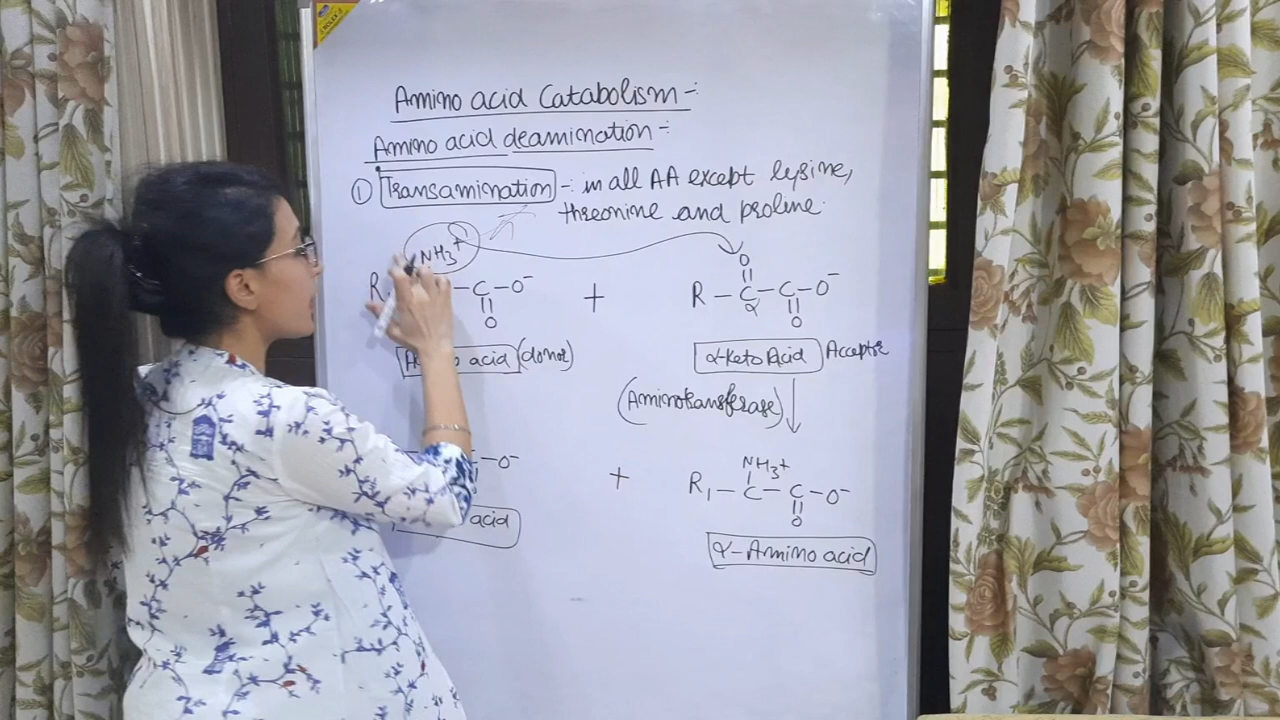 Amino acid Catabolism -:
Amino acid deamination -:
① Transamination -: in all AA except lysine,
threonine and proline.
NH3+
O
R - C - O- + R - C - C - O-
O α O
acid (donor) α-Keto Acid Acceptor
(Aminotransferase)
NH3+
O- + R1 - C - C - O-
O
acid α-Amino acid